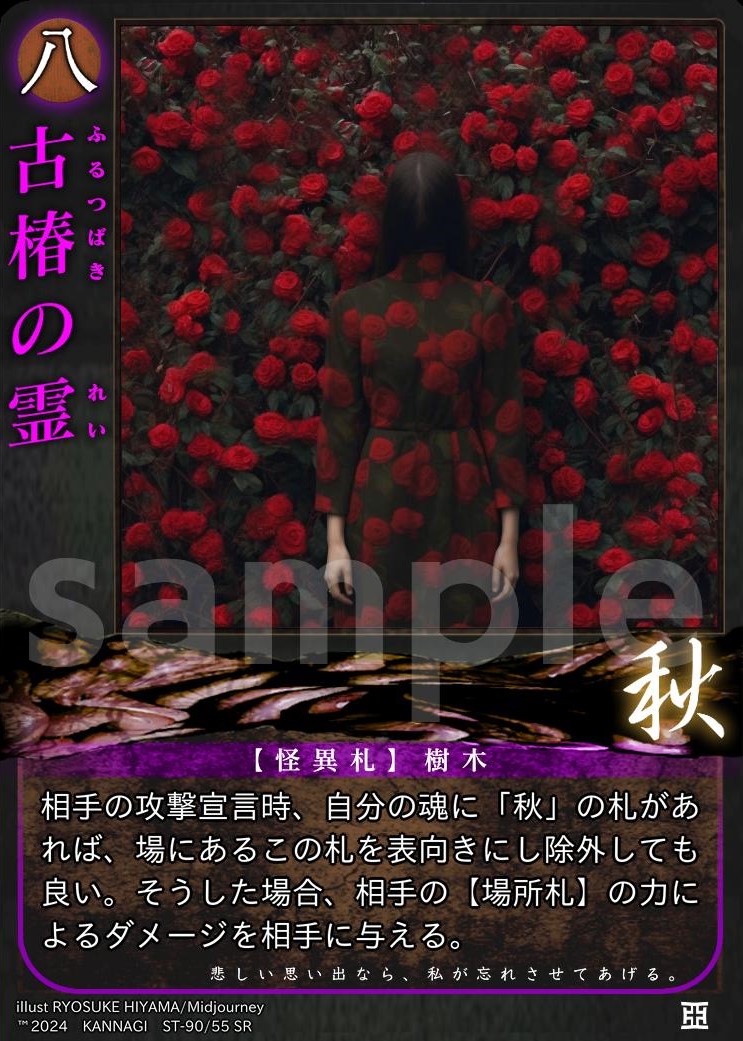 八
古椿の霊
ふるつばき
れい
sample
秋
【怪異札】樹木
相手の攻撃宣言時、自分の魂に「秋」の札があ
れば、場にあるこの札を表向きにし除外しても
良い。そうした場合、相手の【場所札】の力に
よるダメージを相手に与える。
悲しい思い出なら、私が忘れさせてあげる。
illust RYOSUKE HIYAMA/Midjourney
™2024 KANNAGI ST-90/55 SR